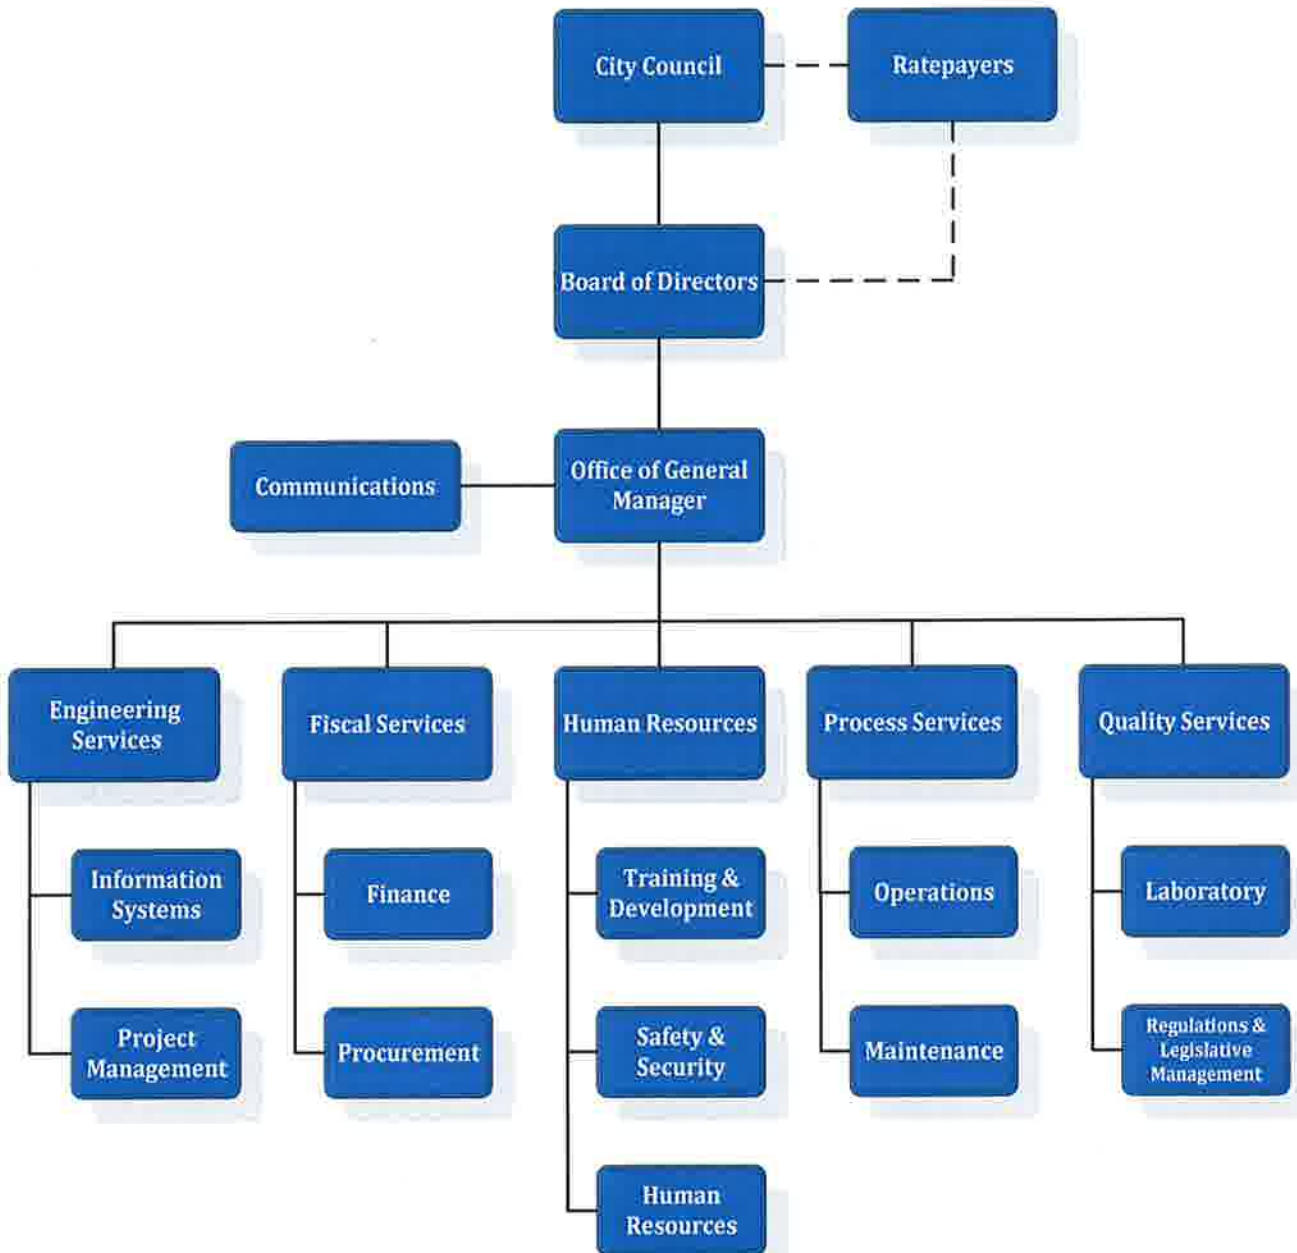 City Council
Ratepayers
Board of Directors
Communications
Office of General
Manager
Engineering
Services
Fiscal Services
Human Resources
Process Services
Quality Services
Information
Systems
Finance
Training &
Development
Operations
Laboratory
Project
Management
Procurement
Safety &
Security
Maintenance
Regulations &
Legislative
Management
Human
Resources